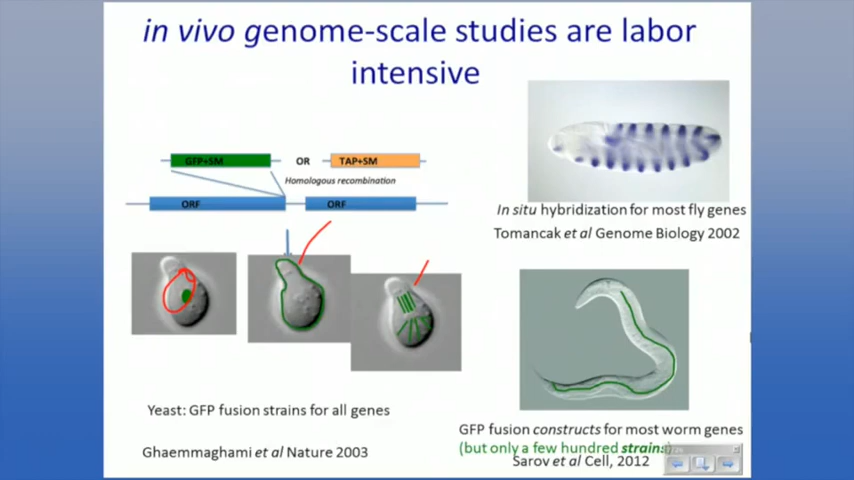 in vivo genome-scale studies are labor
intensive
GFP+SM OR TAP+SM
Homologous recombination
ORF ORF
In situ hybridization for most fly genes
Tomancak et al Genome Biology 2002
Yeast: GFP fusion strains for all genes
Ghaemmaghami et al Nature 2003
GFP fusion constructs for most worm genes
(but only a few hundred strains)
Sarov et al Cell, 2012